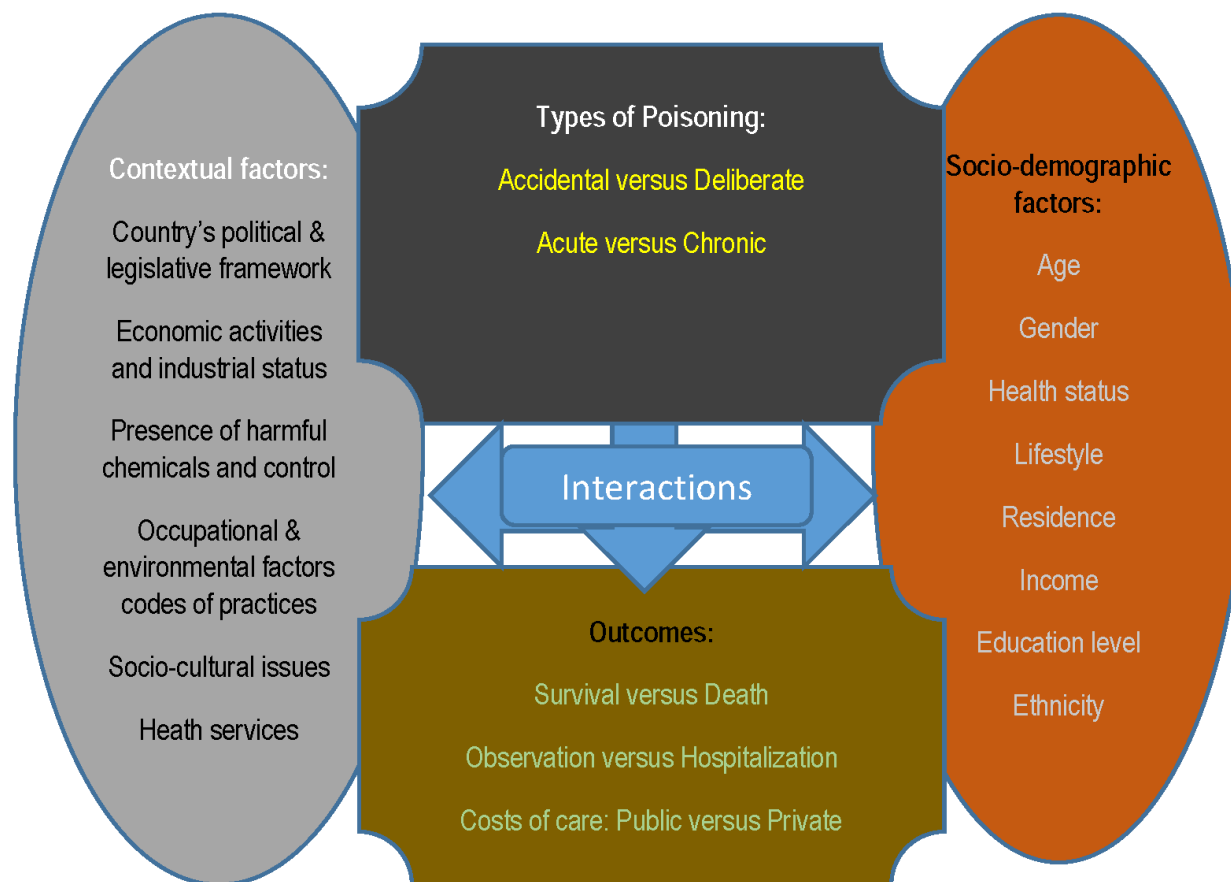 Contextual factors:
Country’s political &
legislative framework
Economic activities
and industrial status
Presence of harmful
chemicals and control
Occupational &
environmental factors
codes of practices
Socio-cultural issues
Heath services
Types of Poisoning:
Accidental versus Deliberate
Acute versus Chronic
Interactions
Outcomes:
Survival versus Death
Observation versus Hospitalization
Costs of care: Public versus Private
Socio-demographic
factors:
Age
Gender
Health status
Lifestyle
Residence
Income
Education level
Ethnicity